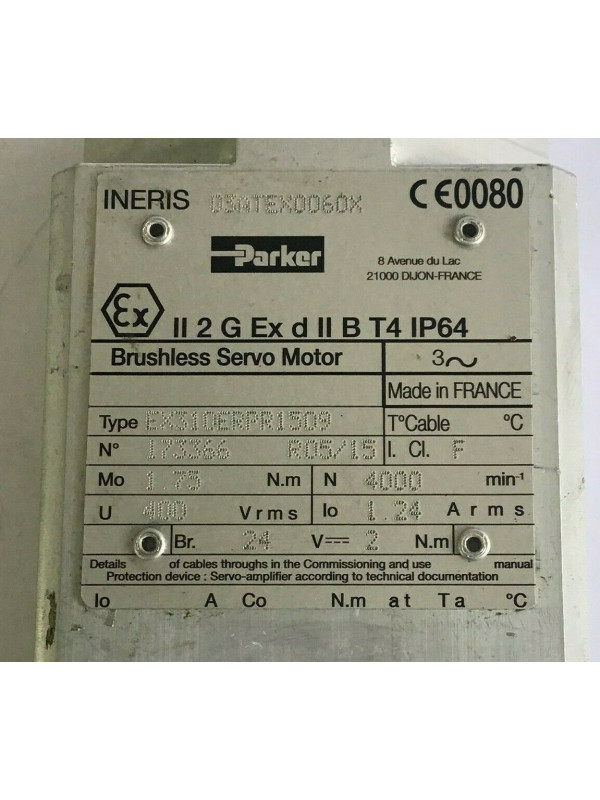 INERIS 03ATEX0060X CE0080
Parker
8 Avenue du Lac
21000 DIJON-FRANCE
Ex II 2 G Ex d II B T4 IP64
Brushless Servo Motor 3~
Made in FRANCE
Type EX310ERPR1509 T°Cable °C
N° 173366 R05/15 I. Cl. F
Mo 1.75 N.m N 4000 min-¹
U 400 Vrms Io 1.24 Arms
Br. 24 V⎓ 2 N.m
Details of cables throughs in the Commissioning and use manual
Protection device : Servo-amplifier according to technical documentation
Io A Co N.m at Ta °C